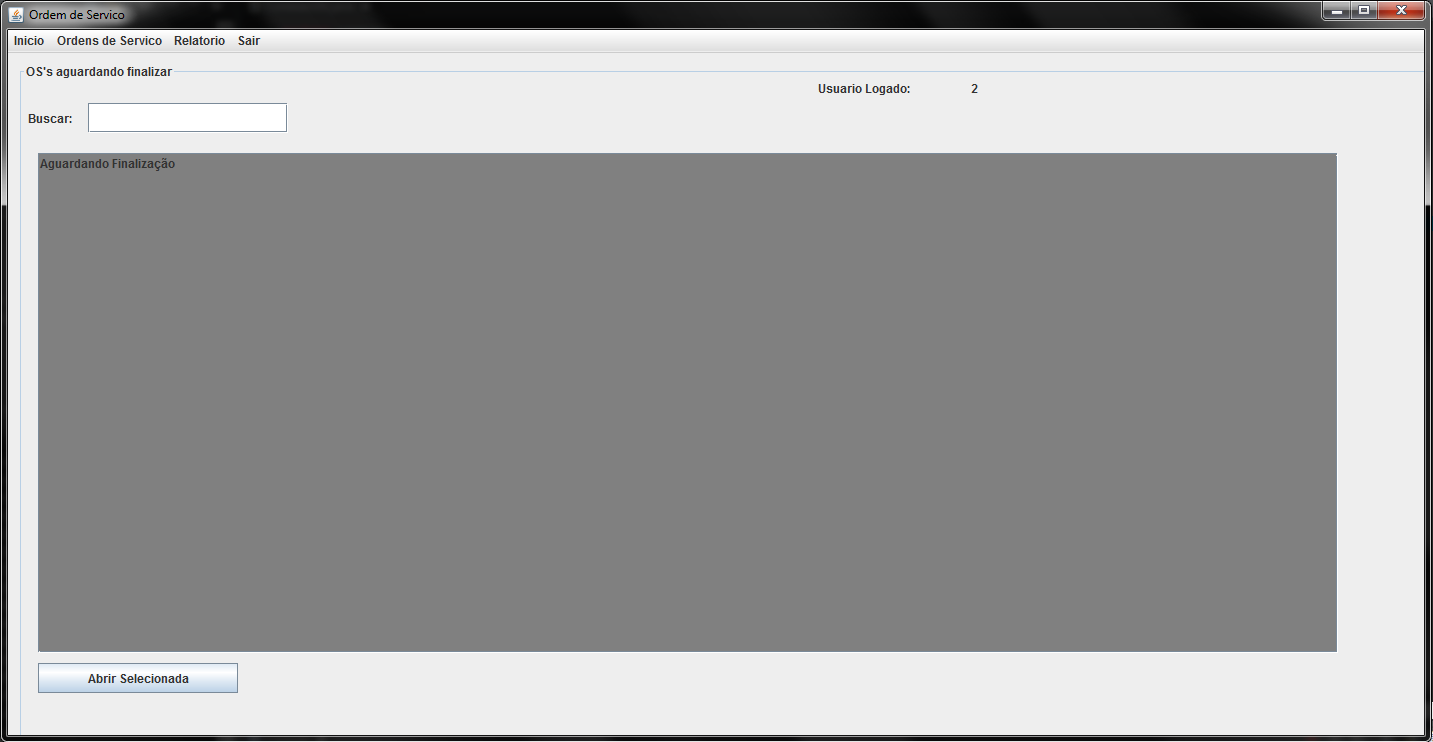 Ordem de Servico
Inicio Ordens de Servico Relatorio Sair
OS's aguardando finalizar
Usuario Logado: 2
Buscar:
Aguardando Finalização
Abrir Selecionada